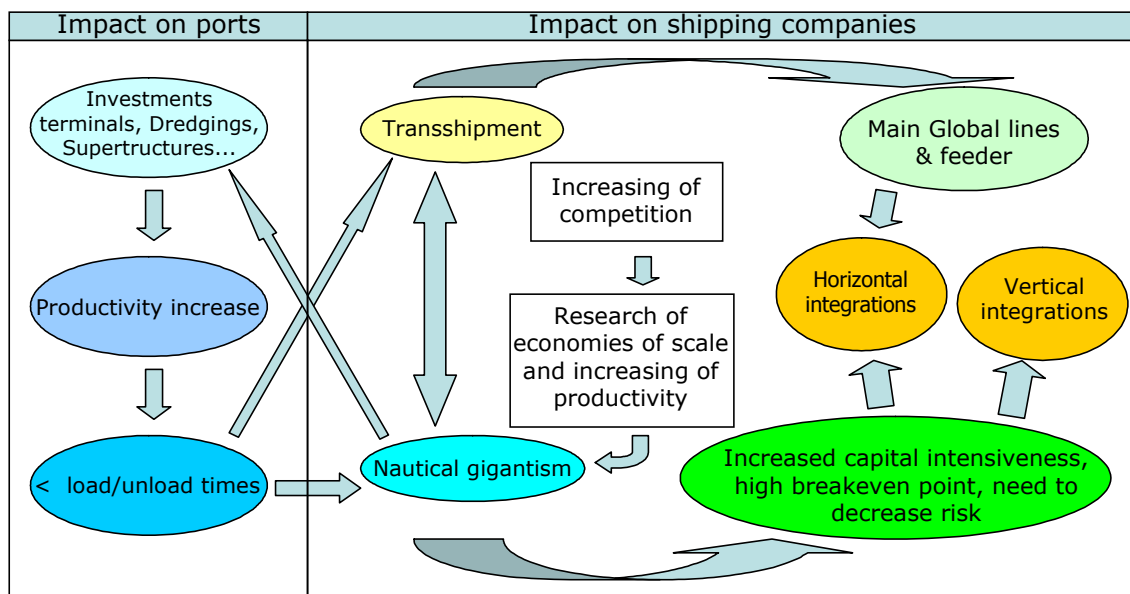 Impact on ports
Impact on shipping companies
Investments
terminals, Dredgings,
Supertructures...
Transshipment
Main Global lines
& feeder
Increasing of
competition
Productivity increase
Horizontal
integrations
Vertical
integrations
Research of
economies of scale
and increasing of
productivity
< load/unload times
Nautical gigantism
Increased capital intensiveness,
high breakeven point, need to
decrease risk